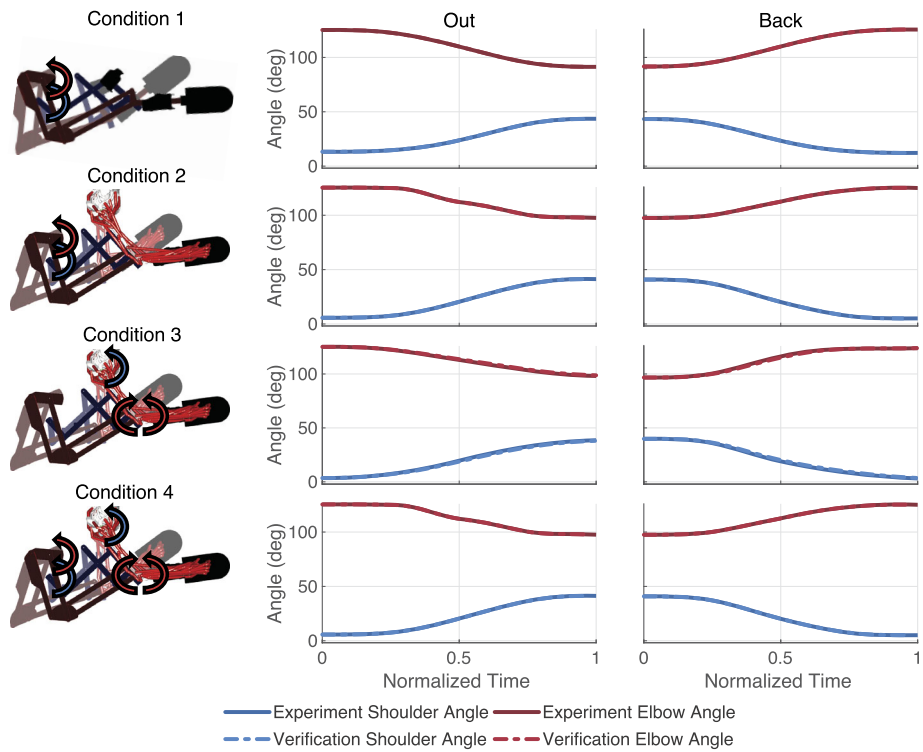 Condition 1
Out
Back
Angle (deg)
100
50
0
Condition 2
Angle (deg)
100
50
0
Condition 3
Angle (deg)
100
50
0
Condition 4
Angle (deg)
100
50
0
0 0.5 1
0 0.5 1
Normalized Time
Normalized Time
Experiment Shoulder Angle
Experiment Elbow Angle
Verification Shoulder Angle
Verification Elbow Angle